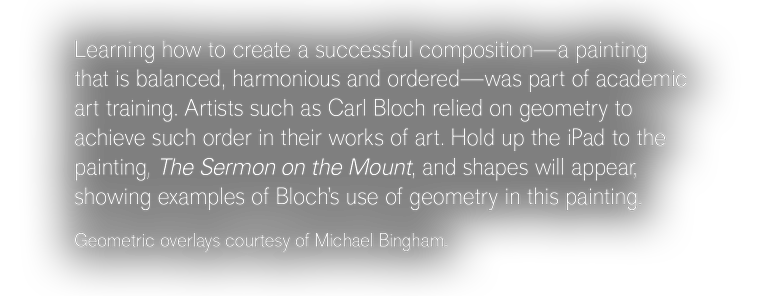 Learning how to create a successful composition—a painting
that is balanced, harmonious and ordered—was part of academic
art training. Artists such as Carl Bloch relied on geometry to
achieve such order in their works of art. Hold up the iPad to the
painting, The Sermon on the Mount, and shapes will appear,
showing examples of Bloch's use of geometry in this painting.
Geometric overlays courtesy of Michael Bingham.